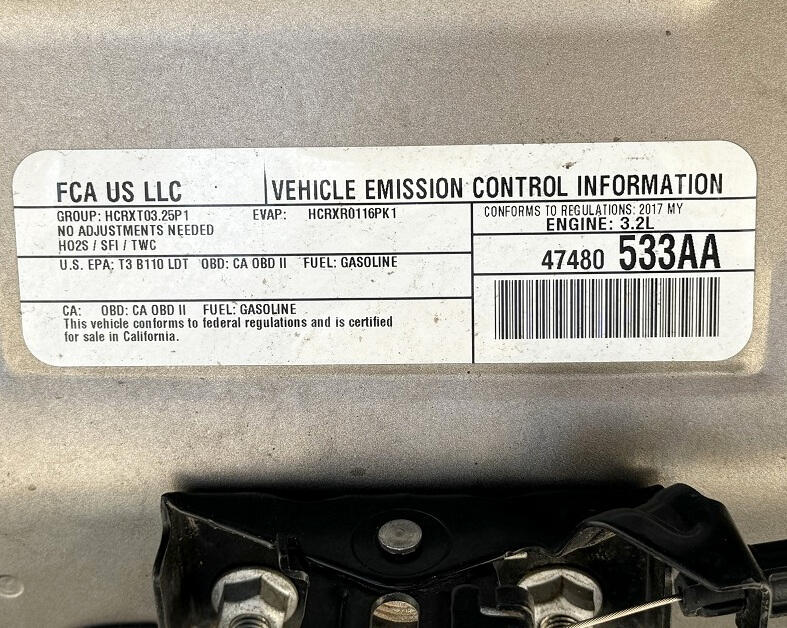 FCA US LLC
VEHICLE EMISSION CONTROL INFORMATION
GROUP: HCRXT03.25P1 EVAP: HCRXR0116PK1
NO ADJUSTMENTS NEEDED
HO2S / SFI / TWC
U.S. EPA: T3 B110 LDT OBD: CA OBD II FUEL: GASOLINE
CA: OBD: CA OBD II FUEL: GASOLINE
This vehicle conforms to federal regulations and is certified
for sale in California.
CONFORMS TO REGULATIONS: 2017 MY
ENGINE: 3.2L
47480 533AA